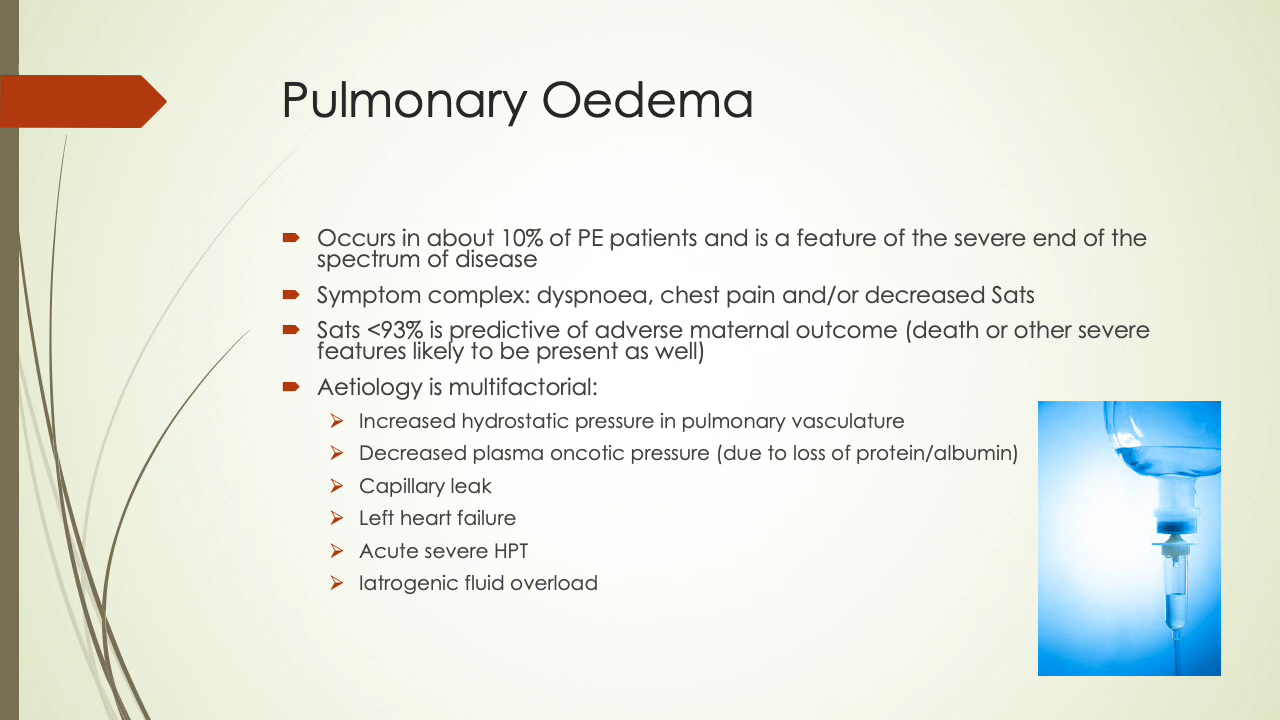 Pulmonary Oedema
Occurs in about 10% of PE patients and is a feature of the severe end of the
spectrum of disease
Symptom complex: dyspnoea, chest pain and/or decreased Sats
Sats <93% is predictive of adverse maternal outcome (death or other severe
features likely to be present as well)
Aetiology is multifactorial:
Increased hydrostatic pressure in pulmonary vasculature
Decreased plasma oncotic pressure (due to loss of protein/albumin)
Capillary leak
Left heart failure
Acute severe HPT
Iatrogenic fluid overload